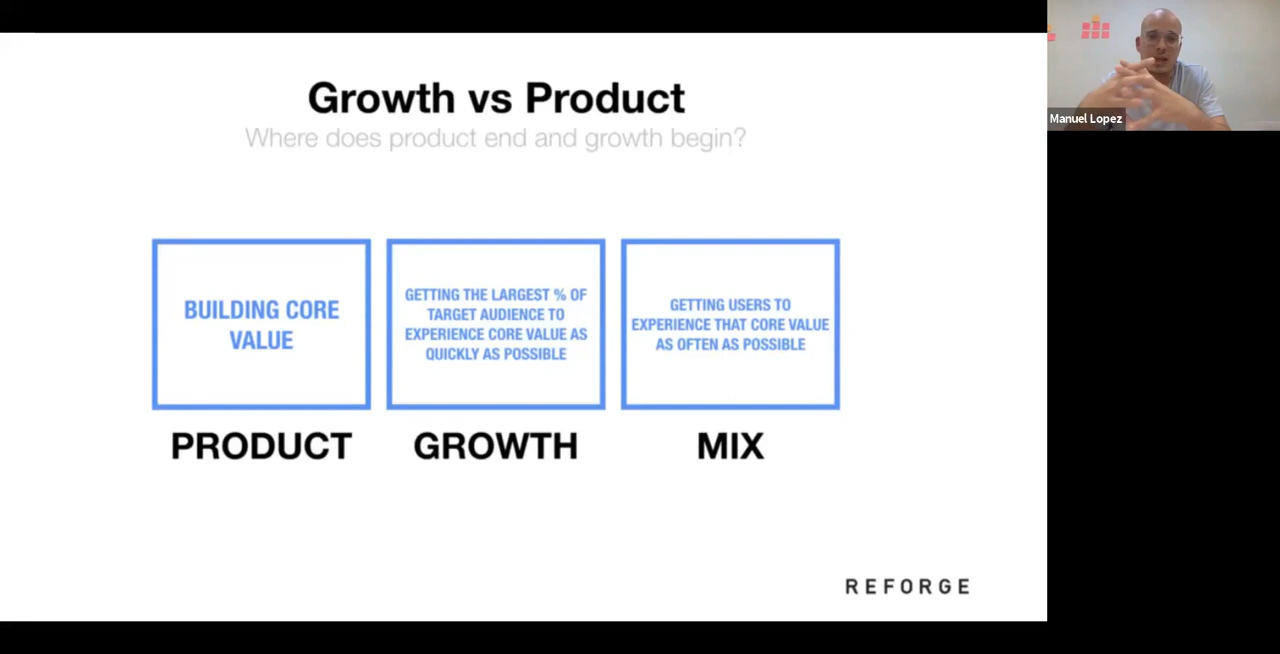 Growth vs Product
Where does product end and growth begin?
BUILDING CORE
VALUE
PRODUCT
GETTING THE LARGEST % OF
TARGET AUDIENCE TO
EXPERIENCE CORE VALUE AS
QUICKLY AS POSSIBLE
GROWTH
GETTING USERS TO
EXPERIENCE THAT CORE VALUE
AS OFTEN AS POSSIBLE
MIX
REFORGE
Manuel Lopez